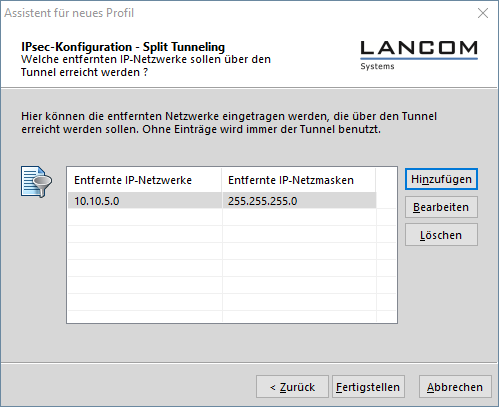 Assistent für neues Profil
IPsec-Konfiguration - Split Tunneling
Welche entfernten IP-Netzwerke sollen über den
Tunnel erreicht werden ?
LANCOM
Systems
Hier können die entfernten Netzwerke eingetragen werden, die über den Tunnel
erreicht werden sollen. Ohne Einträge wird immer der Tunnel benutzt.
Entfernte IP-Netzwerke Entfernte IP-Netzmasken
10.10.5.0 255.255.255.0
Hinzufügen
Bearbeiten
Löschen
< Zurück Fertigstellen Abbrechen